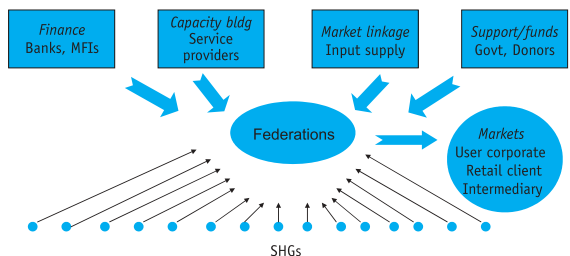 Finance
Banks, MFIs
Capacity bldg
Service
providers
Market linkage
Input supply
Support/funds
Govt, Donors
Federations
Markets
User corporate
Retail client
Intermediary
SHGs